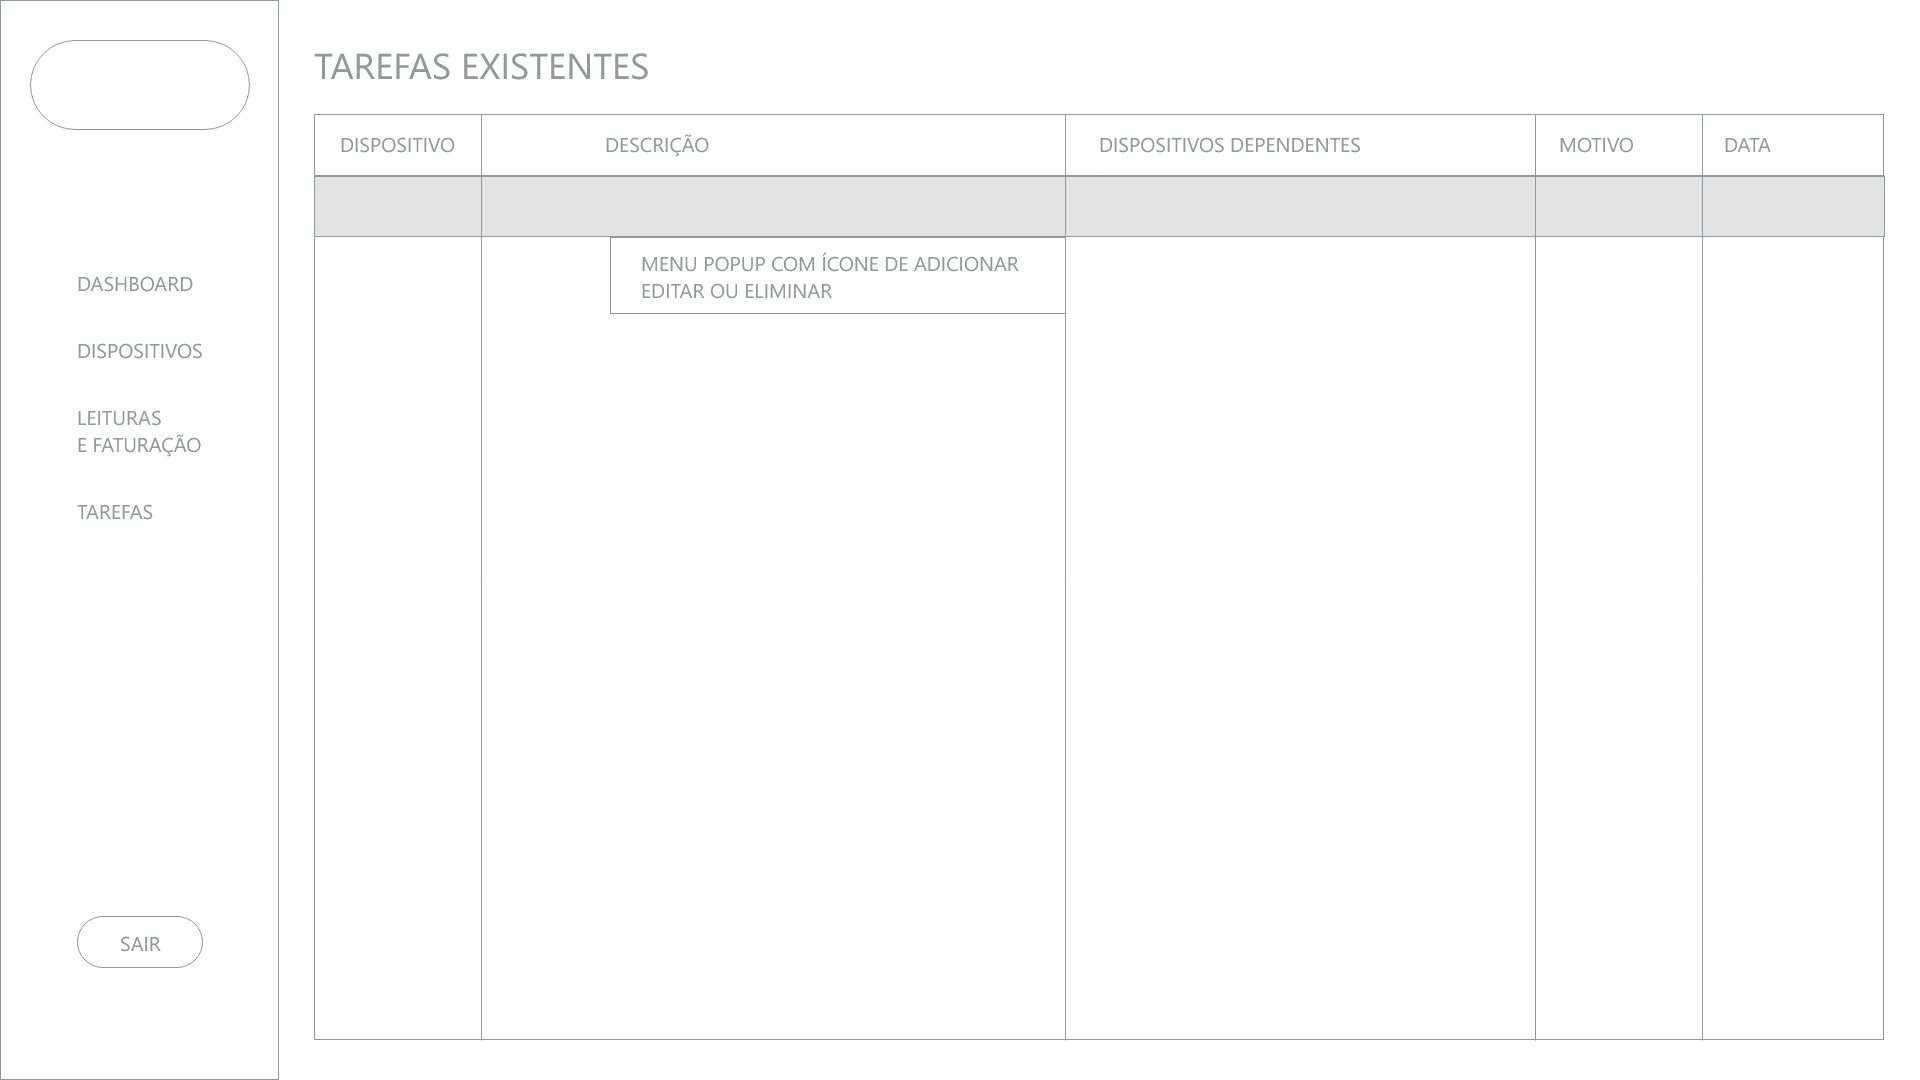 TAREFAS EXISTENTES
DISPOSITIVO
DESCRIÇÃO
DISPOSITIVOS DEPENDENTES
MOTIVO
DATA
MENU POPUP COM ÍCONE DE ADICIONAR
EDITAR OU ELIMINAR
DASHBOARD
DISPOSITIVOS
LEITURAS
E FATURAÇÃO
TAREFAS
SAIR